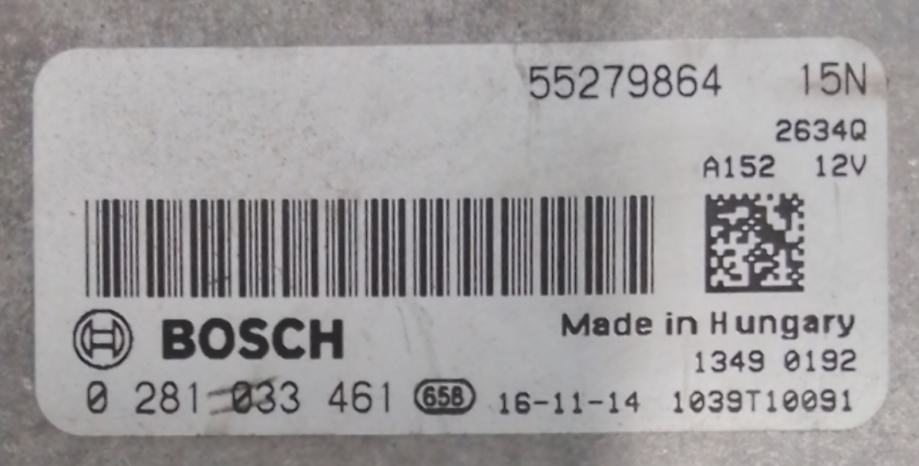 55279864 15N
2634Q
A152 12V
BOSCH
Made in Hungary
1349 0192
0 281 033 461 658 16-11-14 1039T10091